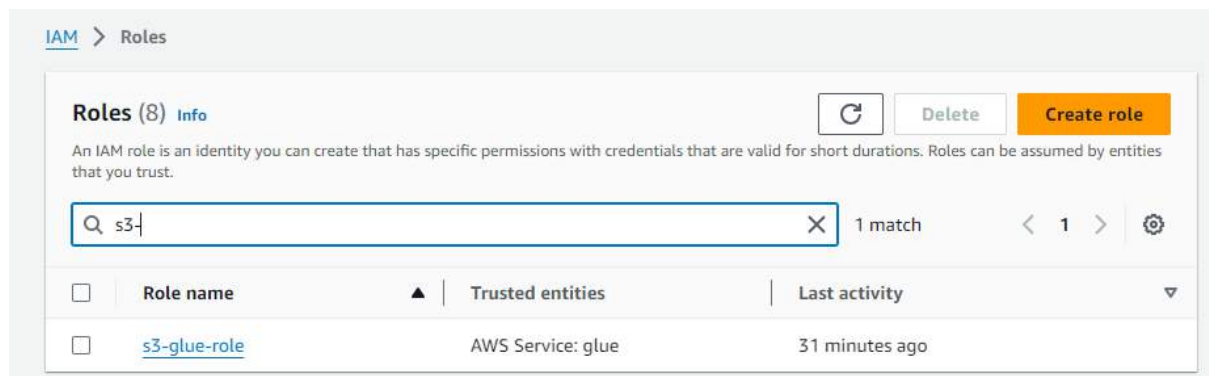 IAM > Roles
Roles (8) Info
Delete
Create role
An IAM role is an identity you can create that has specific permissions with credentials that are valid for short durations. Roles can be assumed by entities
that you trust.
s3-
1 match
1
Role name
Trusted entities
Last activity
s3-glue-role
AWS Service: glue
31 minutes ago